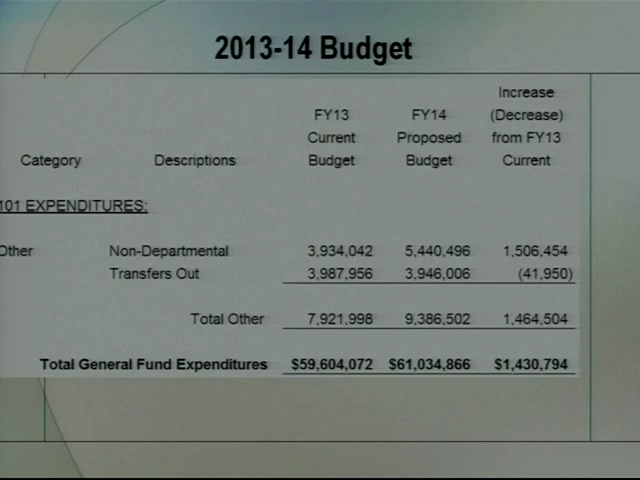 2013-14 Budget
Increase
FY13 FY14 (Decrease)
Current Proposed from FY13
Category Descriptions Budget Budget Current
101 EXPENDITURES:
Other Non-Departmental 3,934,042 5,440,496 1,506,454
Transfers Out 3,987,956 3,946,006 (41,950)
Total Other 7,921,998 9,386,502 1,464,504
Total General Fund Expenditures $59,604,072 $61,034,866 $1,430,794